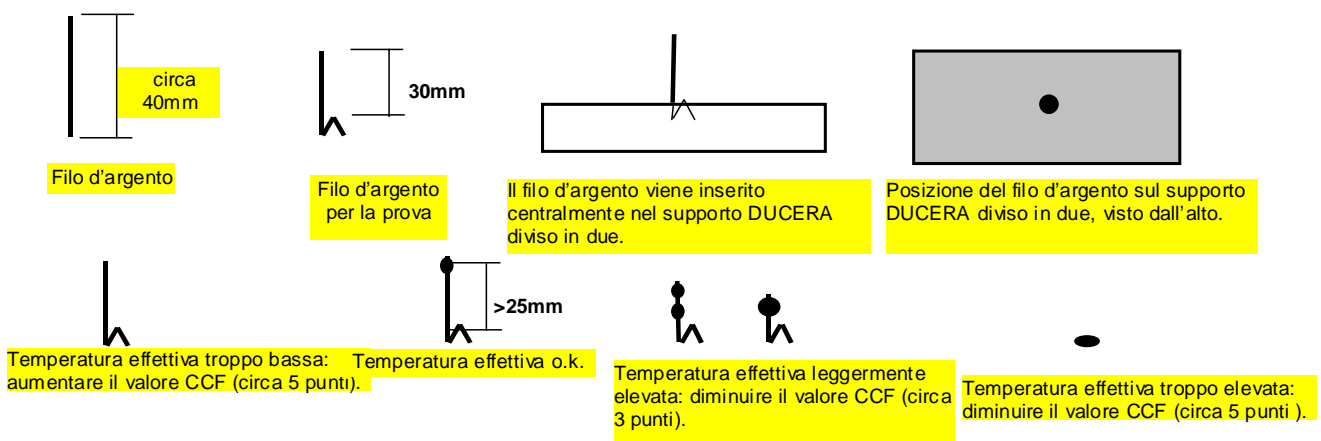 circa
40mm
30mm
Filo d'argento
Filo d'argento
per la prova
Il filo d'argento viene inserito
centralmente nel supporto DUCERA
diviso in due.
Posizione del filo d'argento sul supporto
DUCERA diviso in due, visto dall'alto.
>25mm
Temperatura effettiva troppo bassa:
aumentare il valore CCF (circa 5 punti).
Temperatura effettiva o.k.
Temperatura effettiva leggermente
elevata: diminuire il valore CCF (circa
3 punti).
Temperatura effettiva troppo elevata:
diminuire il valore CCF (circa 5 punti ).